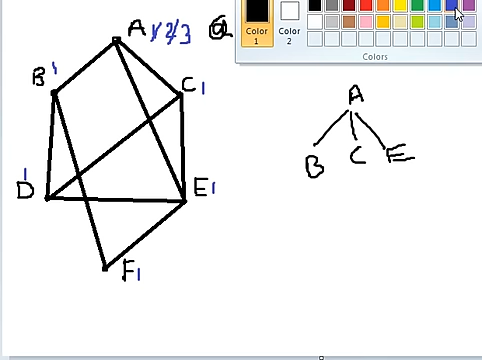 A 1 2 3
Q
B 1
C 1
D 1
E 1
F 1
A
B C E
Color 1
Color 2
Colors